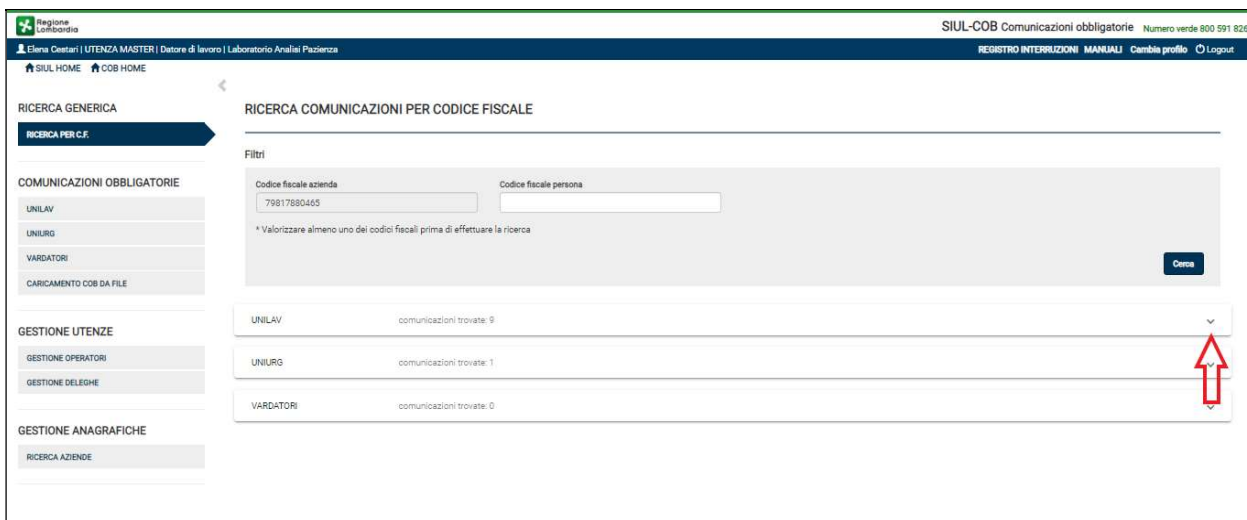 Regione
Lombardia
SIUL-COB Comunicazioni obbligatorie Numero verde 800 591 826
Elena Cestari | UTENZA MASTER | Datore di lavoro | Laboratorio Analisi Pazienza
REGISTRO INTERRUZIONI MANUALI Cambia profilo Logout
SIUL HOME COB HOME
RICERCA GENERICA
RICERCA PER C.F.
COMUNICAZIONI OBBLIGATORIE
UNILAV
UNIURG
VARDATORI
CARICAMENTO COB DA FILE
GESTIONE UTENZE
GESTIONE OPERATORI
GESTIONE DELEGHE
GESTIONE ANAGRAFICHE
RICERCA AZIENDE
RICERCA COMUNICAZIONI PER CODICE FISCALE
Filtri
Codice fiscale azienda Codice fiscale persona
79817880465
* Valorizzare almeno uno dei codici fiscali prima di effettuare la ricerca
Cerca
UNILAV comunicazioni trovate: 9
UNIURG comunicazioni trovate: 1
VARDATORI comunicazioni trovate: 0